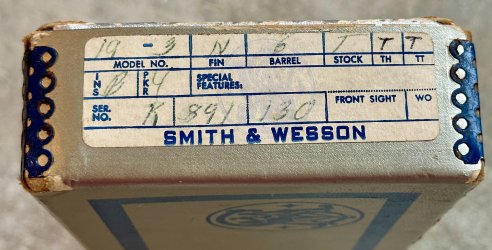 19 -3 N 6 T T T
MODEL NO. FIN BARREL STOCK TH TT
INS B PKR 4 SPECIAL FEATURES:
SER. NO. K 891 130 FRONT SIGHT WO
SMITH & WESSON